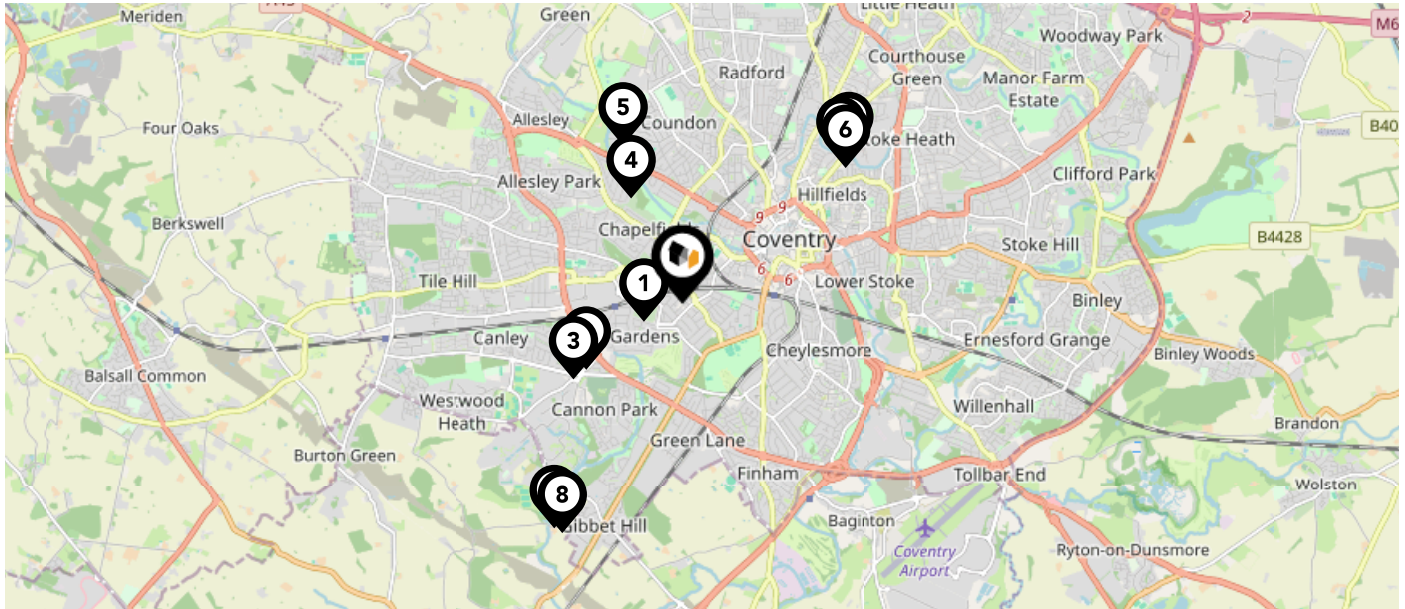 A45
Meriden
Green
Little Heath
2
M6
Woodway Park
Courthouse
Green
Radford
Manor Farm
Estate
5
Four Oaks
Allesley
Coundon
6
Stoke Heath
B40
4
Allesley Park
Clifford Park
Hillfields
9
9
Berkswell
Chapelfields
Coventry
Stoke Hill
B4428
6
6
1
Tile Hill
Lower Stoke
Binley
3
Canley
Gardens
Cheylesmore
Ernesford Grange
Binley Woods
Balsall Common
Westwood
Heath
Cannon Park
Willenhall
Brandon
Green Lane
Burton Green
Finham
Tollbar End
Wolston
8
Gibbet Hill
Baginton
Coventry
Airport
Ryton-on-Dunsmore